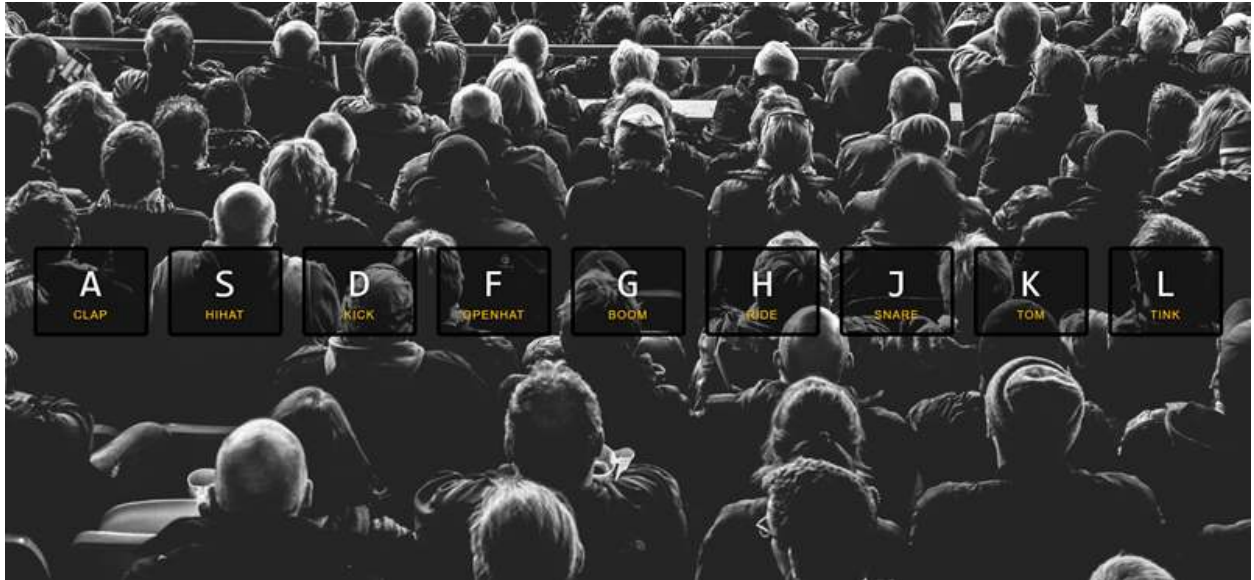 A S D F G H J K L
CLAP HIHAT KICK OPENHAT BOOM RIDE SNARE TOM TINK